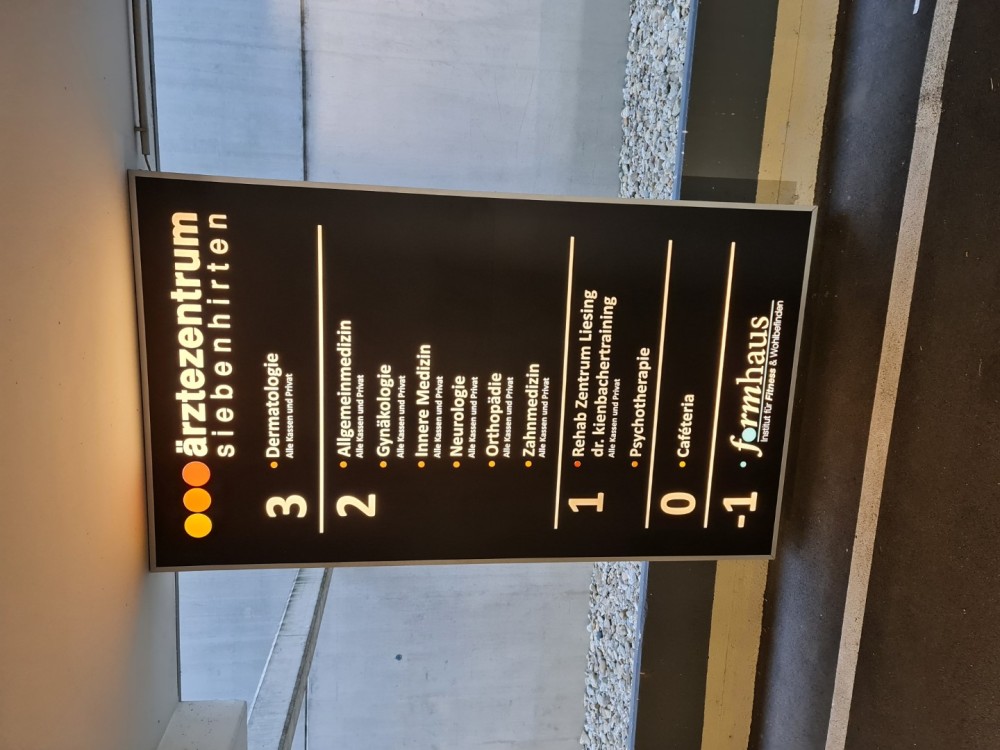 ärztezentrum
siebenhirten
3
Dermatologie
Alle Kassen und Privat
2
Allgemeinmedizin
Alle Kassen und Privat
Gynäkologie
Alle Kassen und Privat
Innere Medizin
Alle Kassen und Privat
Neurologie
Alle Kassen und Privat
Orthopädie
Alle Kassen und Privat
Zahnmedizin
Alle Kassen und Privat
1
Rehab Zentrum Liesing
dr. kienbachertraining
Alle Kassen und Privat
Psychotherapie
0
Caféteria
-1
formhaus
Institut für Fitness & Wohlbefinden